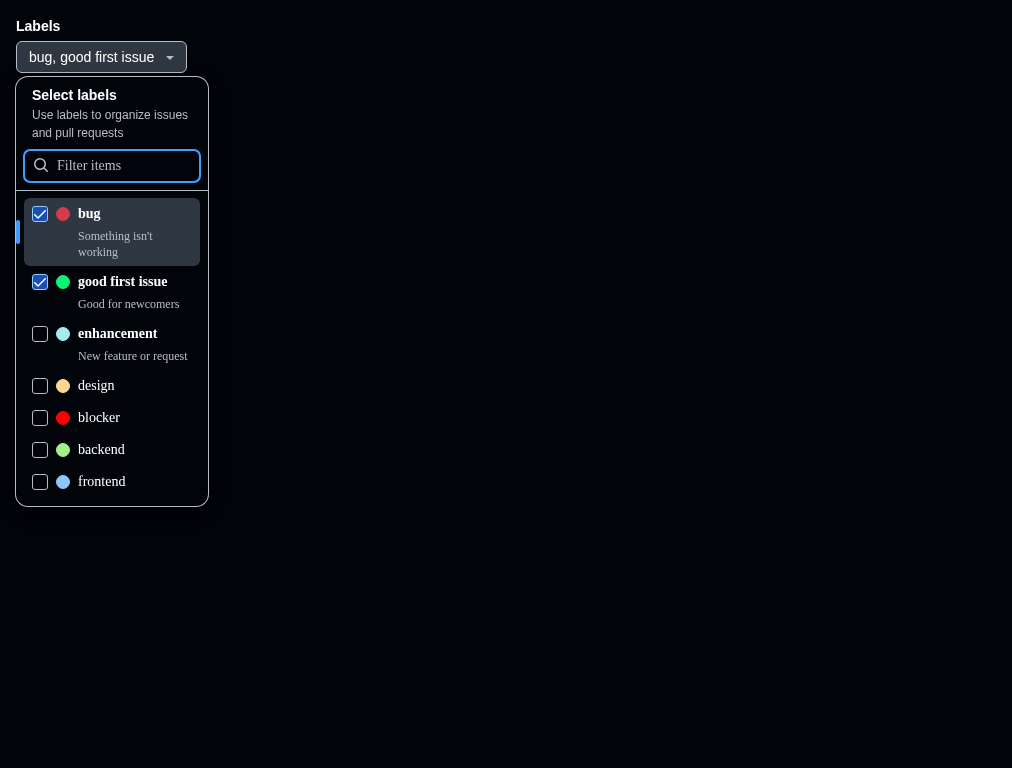 Labels
bug, good first issue
Select labels
Use labels to organize issues
and pull requests
Filter items
bug
Something isn't
working
good first issue
Good for newcomers
enhancement
New feature or request
design
blocker
backend
frontend